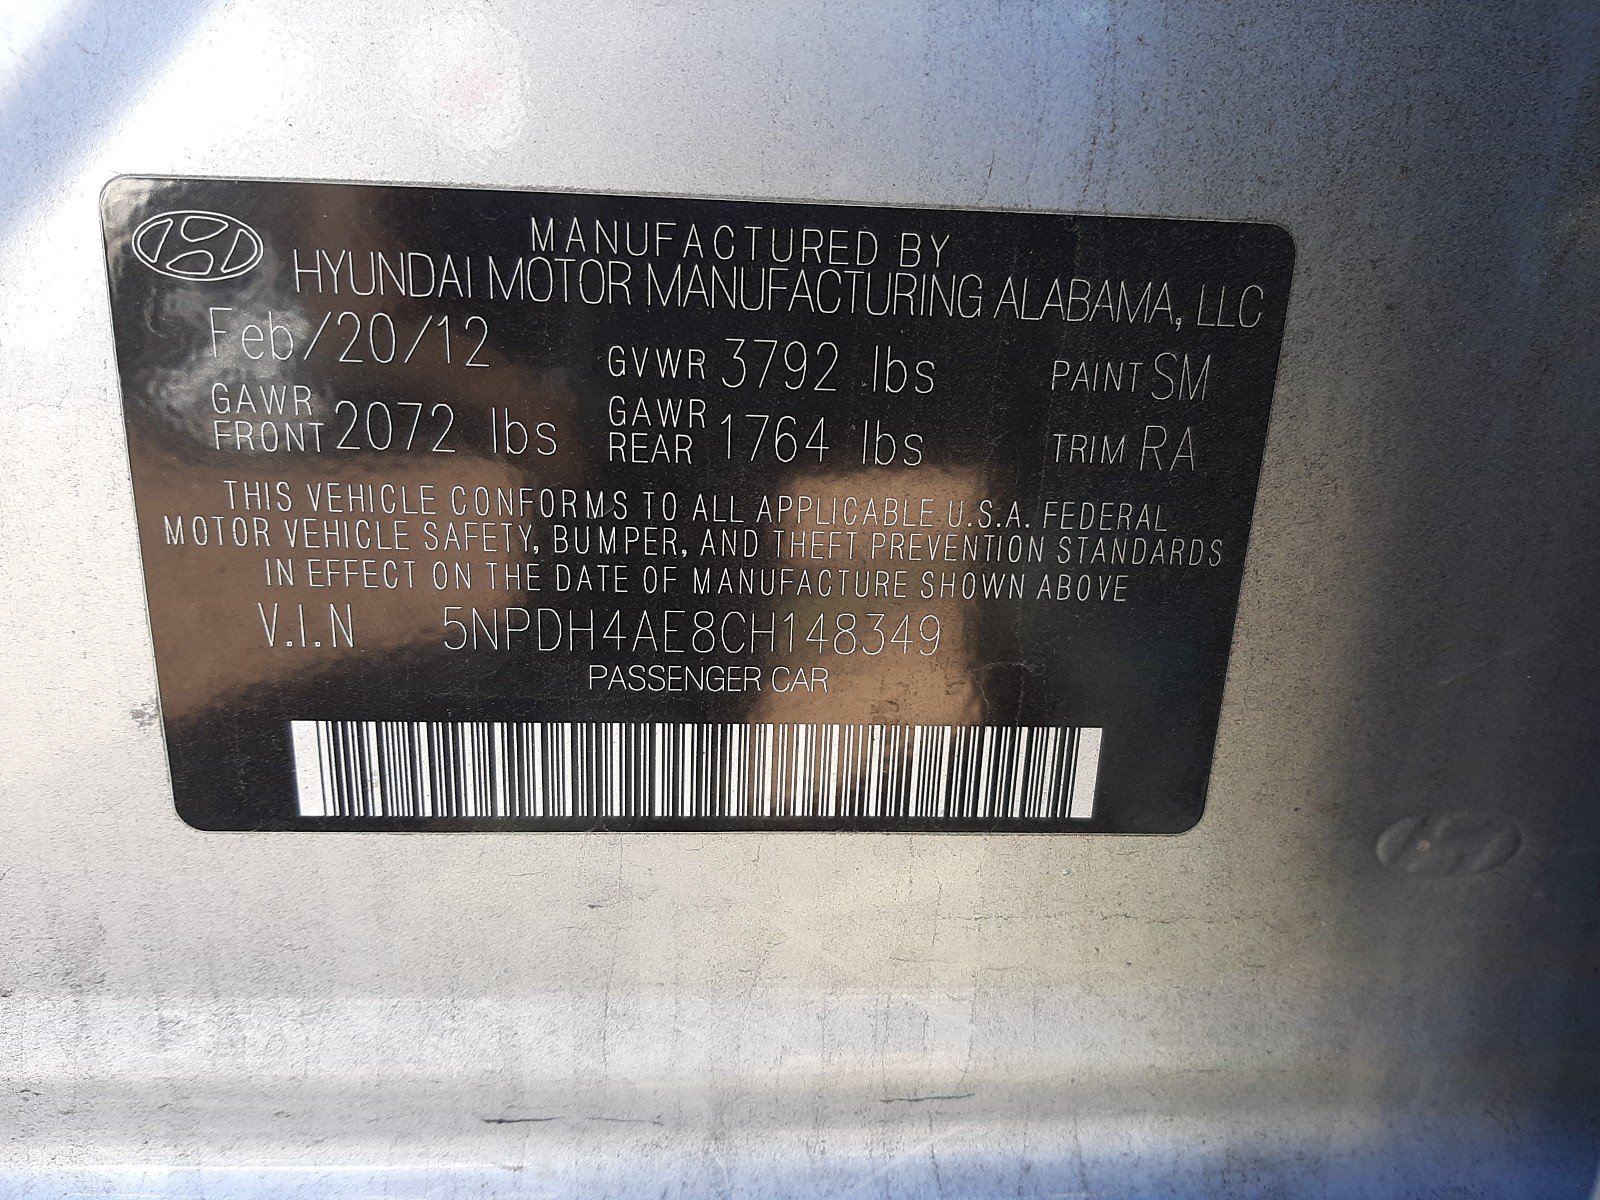 MANUFACTURED BY
HYUNDAI MOTOR MANUFACTURING ALABAMA, LLC
Feb/20/12 GVWR 3792 lbs PAINT SM
GAWR FRONT 2072 lbs GAWR REAR 1764 lbs TRIM RA
THIS VEHICLE CONFORMS TO ALL APPLICABLE U.S.A. FEDERAL
MOTOR VEHICLE SAFETY, BUMPER, AND THEFT PREVENTION STANDARDS
IN EFFECT ON THE DATE OF MANUFACTURE SHOWN ABOVE
V.I.N 5NPDH4AE8CH148349
PASSENGER CAR